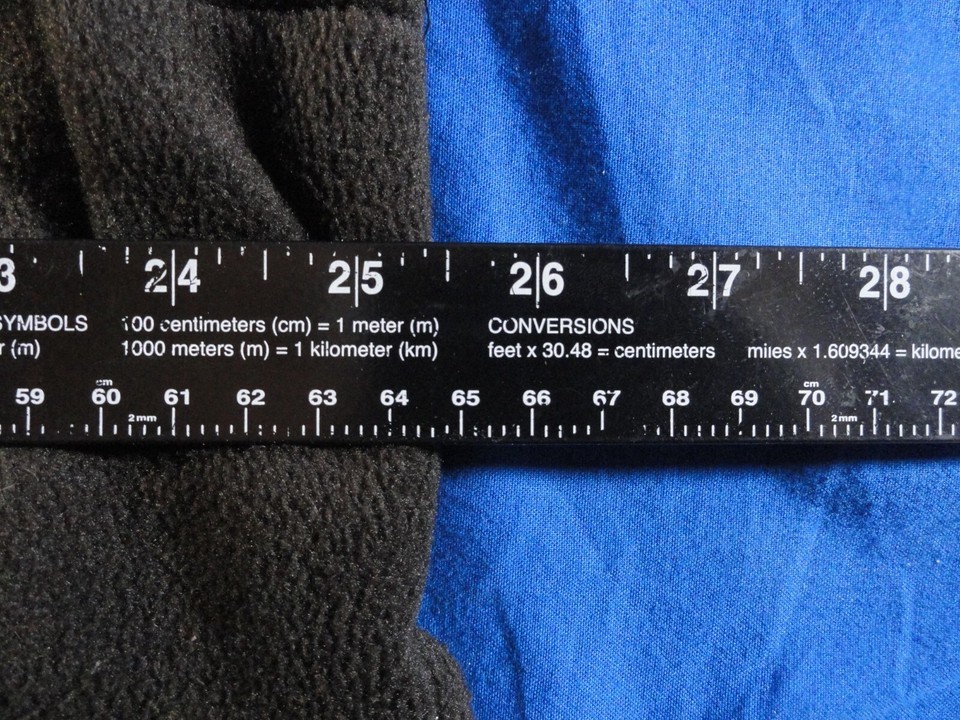 3 24 25 26 27 28
SYMBOLS 100 centimeters (cm) = 1 meter (m) CONVERSIONS
r (m) 1000 meters (m) = 1 kilometer (km) feet x 30.48 = centimeters miles x 1.609344 = kilome
cm cm
59 60 61 62 63 64 65 66 67 68 69 70 71 72
2mm 2mm